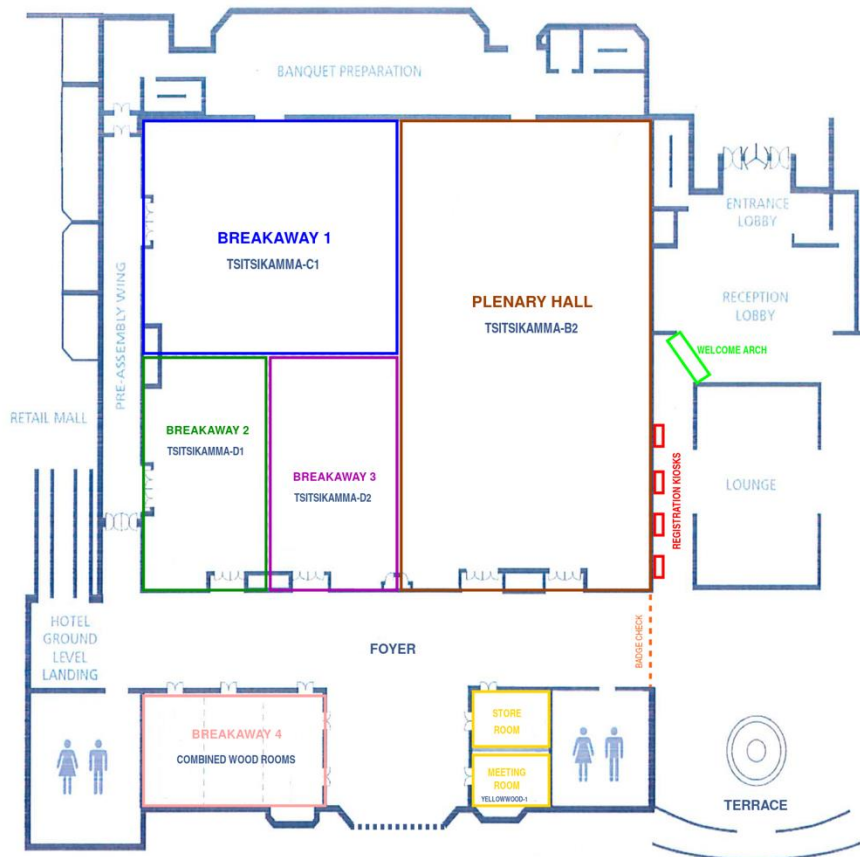 BANQUET PREPARATION
ENTRANCE
LOBBY
BREAKAWAY 1
TSITSIKAMMA-C1
PLENARY HALL
TSITSIKAMMA-B2
RECEPTION
LOBBY
WELCOME ARCH
PRE-ASSEMBLY WING
RETAIL MALL
BREAKAWAY 2
TSITSIKAMMA-D1
BREAKAWAY 3
TSITSIKAMMA-D2
REGISTRATION KIOSKS
LOUNGE
HOTEL
GROUND
LEVEL
LANDING
FOYER
BADGE CHECK
BREAKAWAY 4
COMBINED WOOD ROOMS
STORE
ROOM
MEETING
ROOM
YELLOWWOOD-1
TERRACE